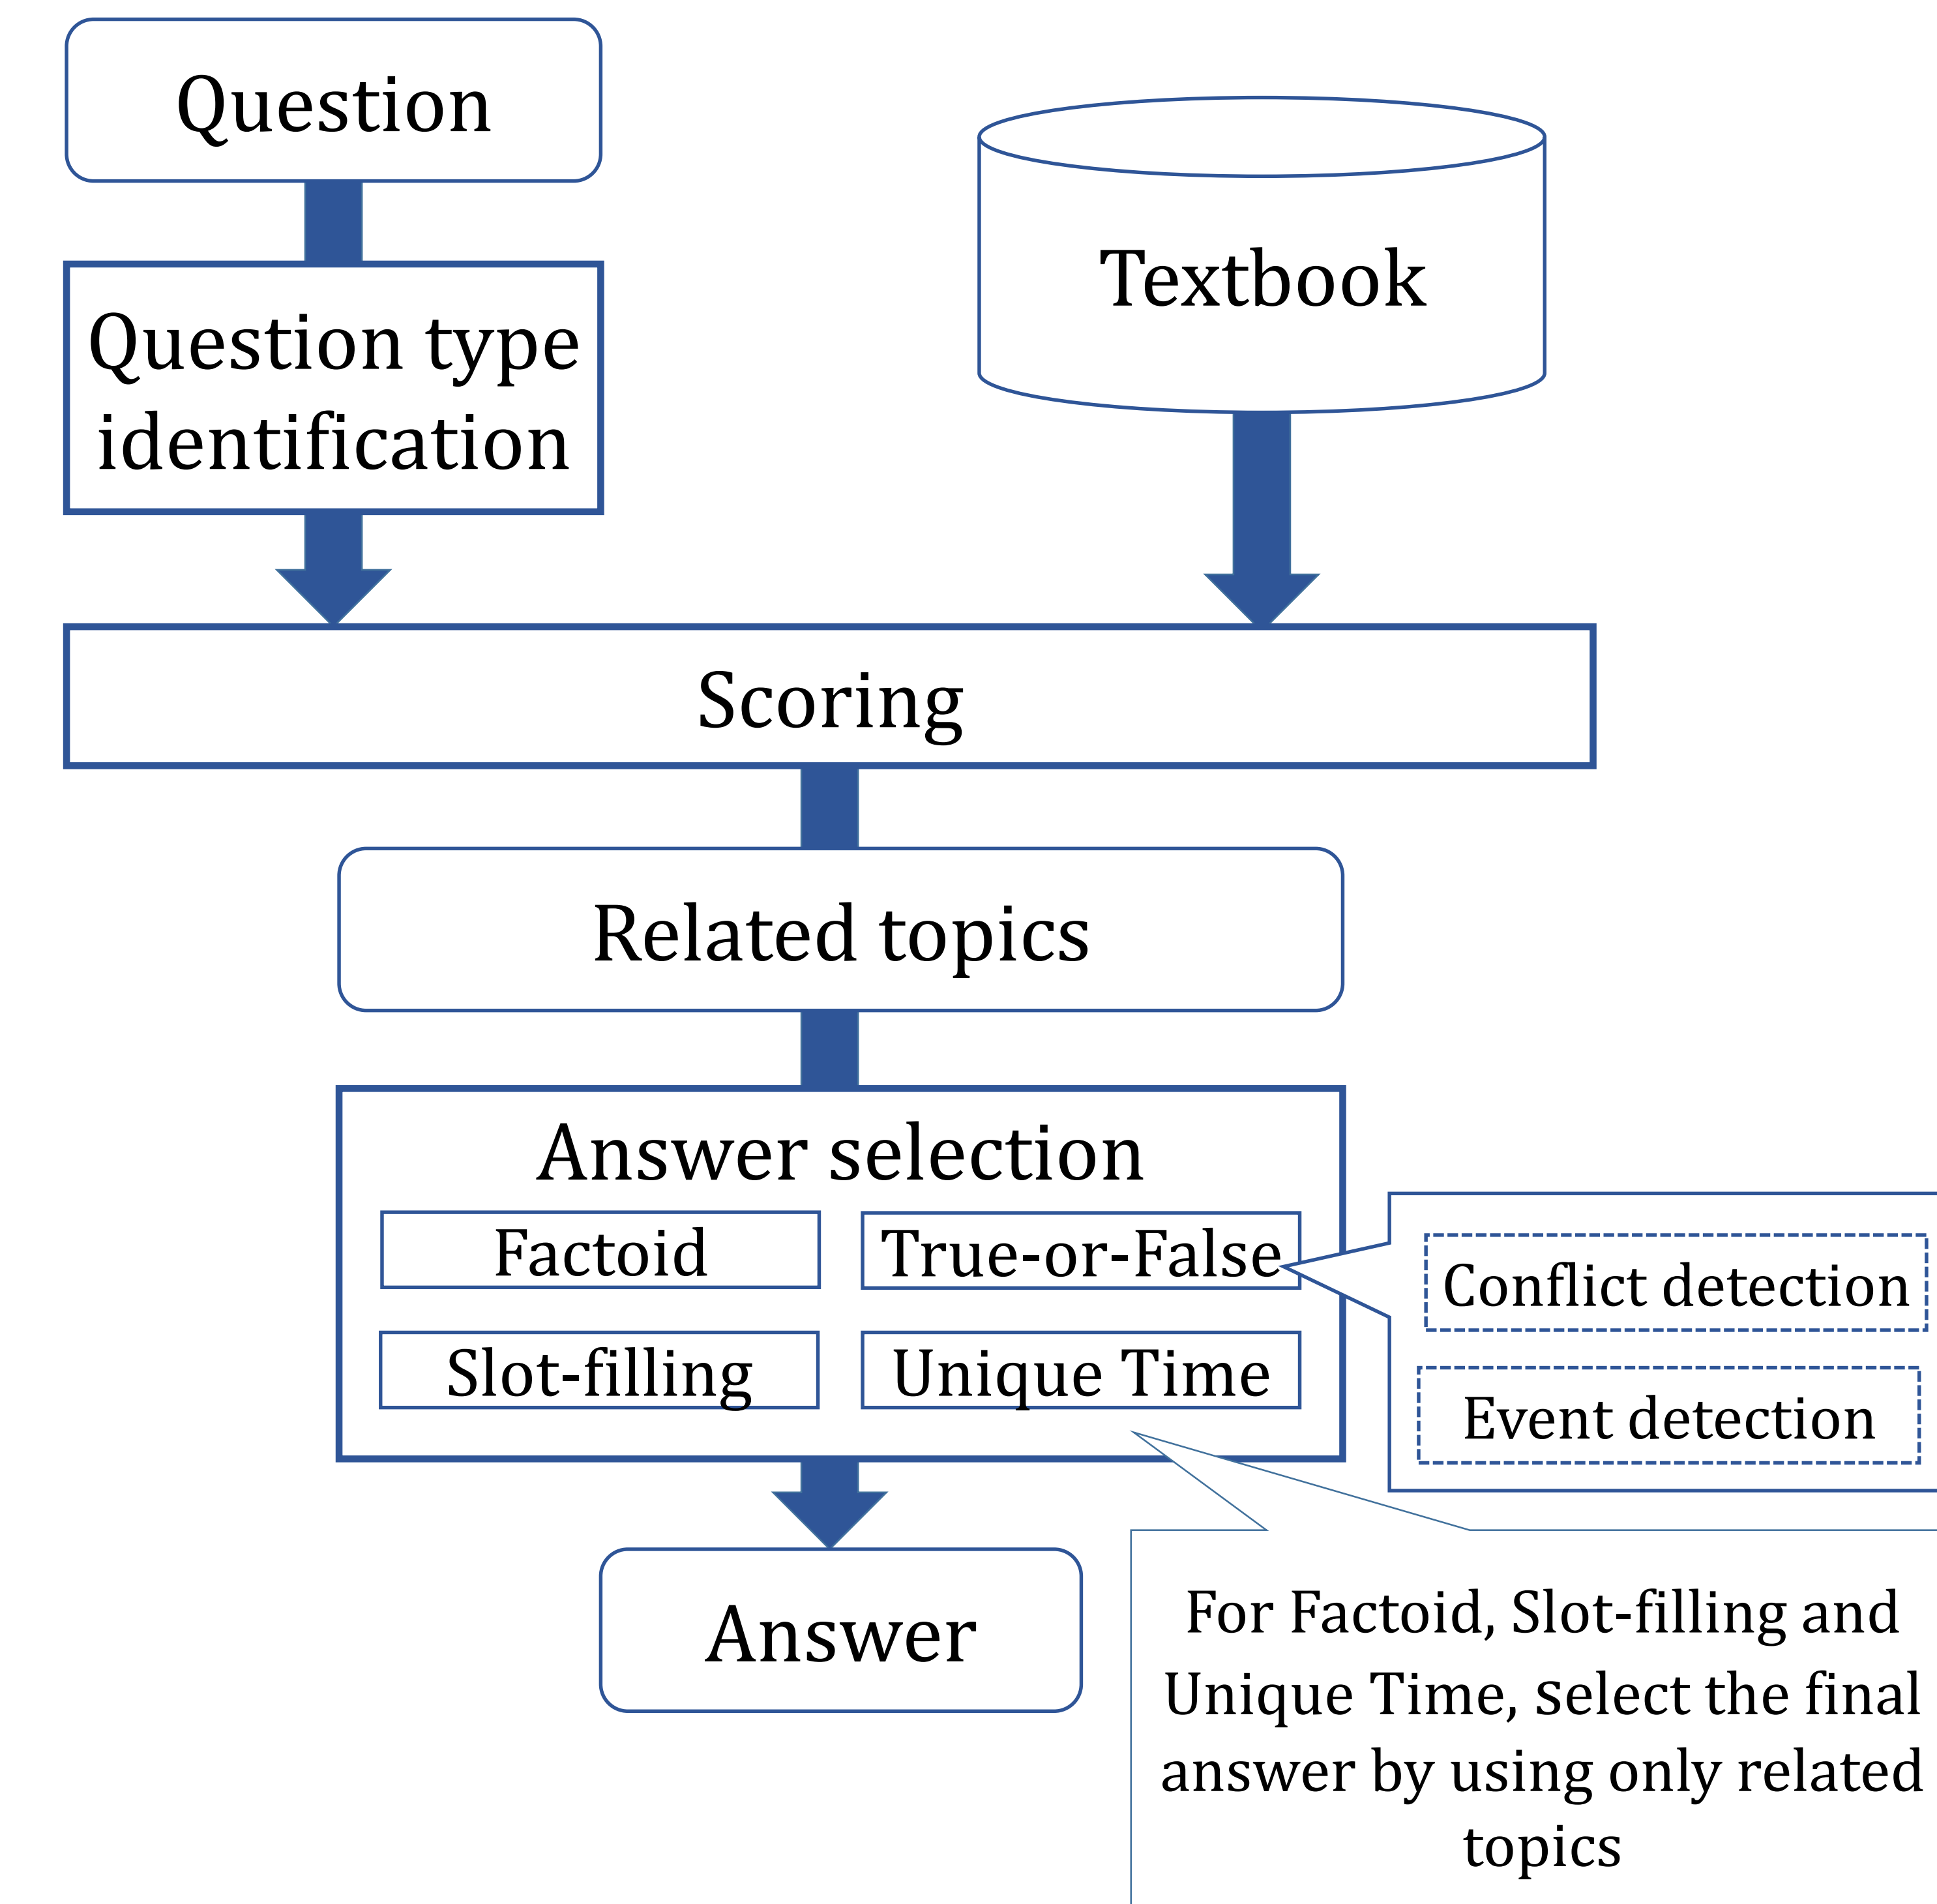 Question
Textbook
Question type
identification
Scoring
Related topics
Answer selection
Factoid
True-or-False
Slot-filling
Unique Time
Conflict detection
Event detection
Answer
For Factoid, Slot-filling and
Unique Time, select the final
answer by using only related
topics